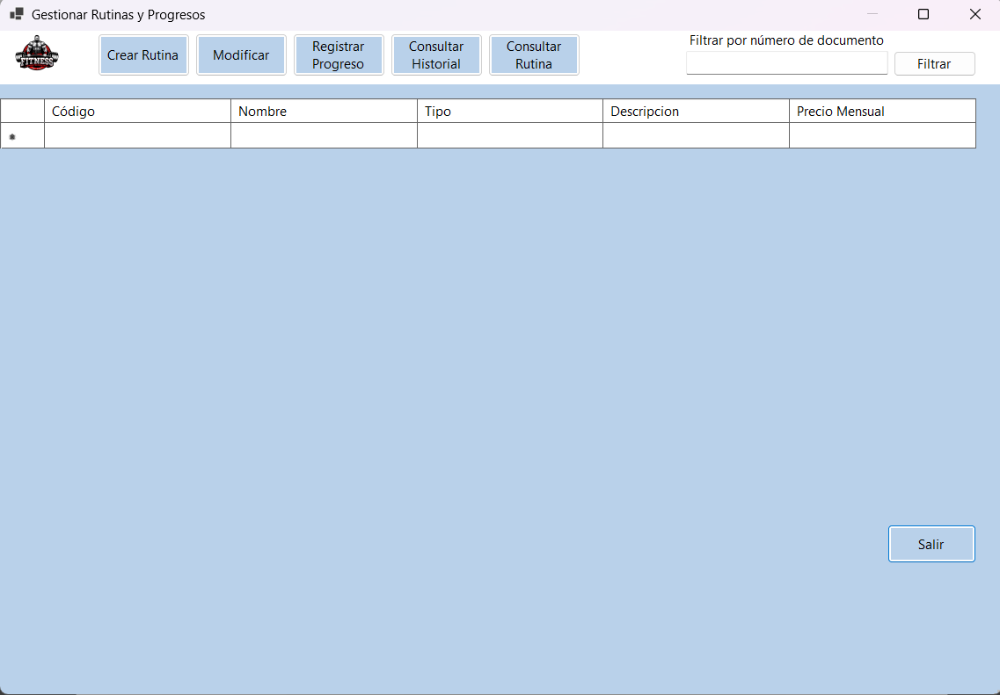 Gestionar Rutinas y Progresos
FITNESS
Crear Rutina
Modificar
Registrar
Progreso
Consultar
Historial
Consultar
Rutina
Filtrar por número de documento
Filtrar
Código
Nombre
Tipo
Descripcion
Precio Mensual
Salir